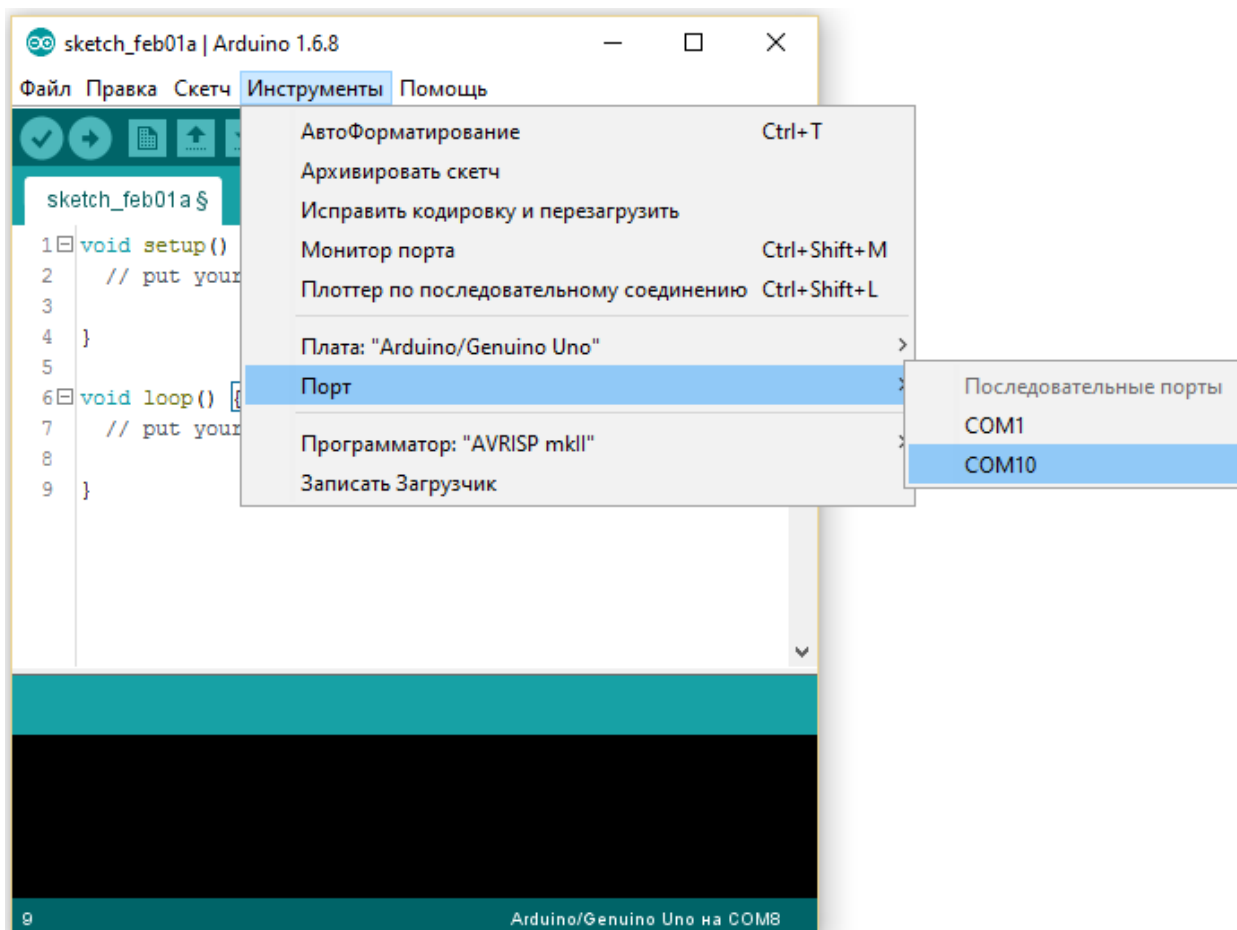 sketch_feb01a | Arduino 1.6.8
Файл Правка Скетч Инструменты Помощь
АвтоФорматирование Ctrl+T
Архивировать скетч
Исправить кодировку и перезагрузить
Монитор порта Ctrl+Shift+M
Плоттер по последовательному соединению Ctrl+Shift+L
Плата: "Arduino/Genuino Uno"
Порт
Программатор: "AVRISP mkII"
Записать Загрузчик
Последовательные порты
COM1
COM10
sketch_feb01a §
1 void setup()
2 // put your
3
4 }
5
6 void loop() {
7 // put your
8
9 }
9 Arduino/Genuino Uno на COM8